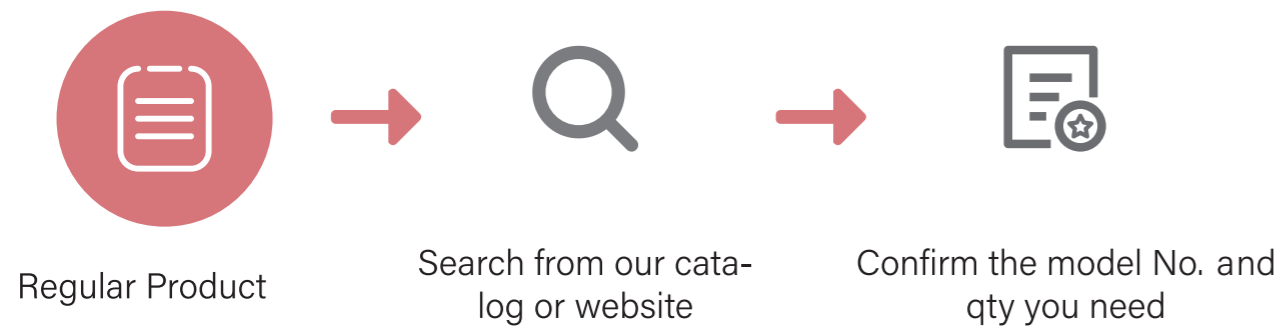 Regular Product
Search from our cata-
log or website
Confirm the model No. and
qty you need